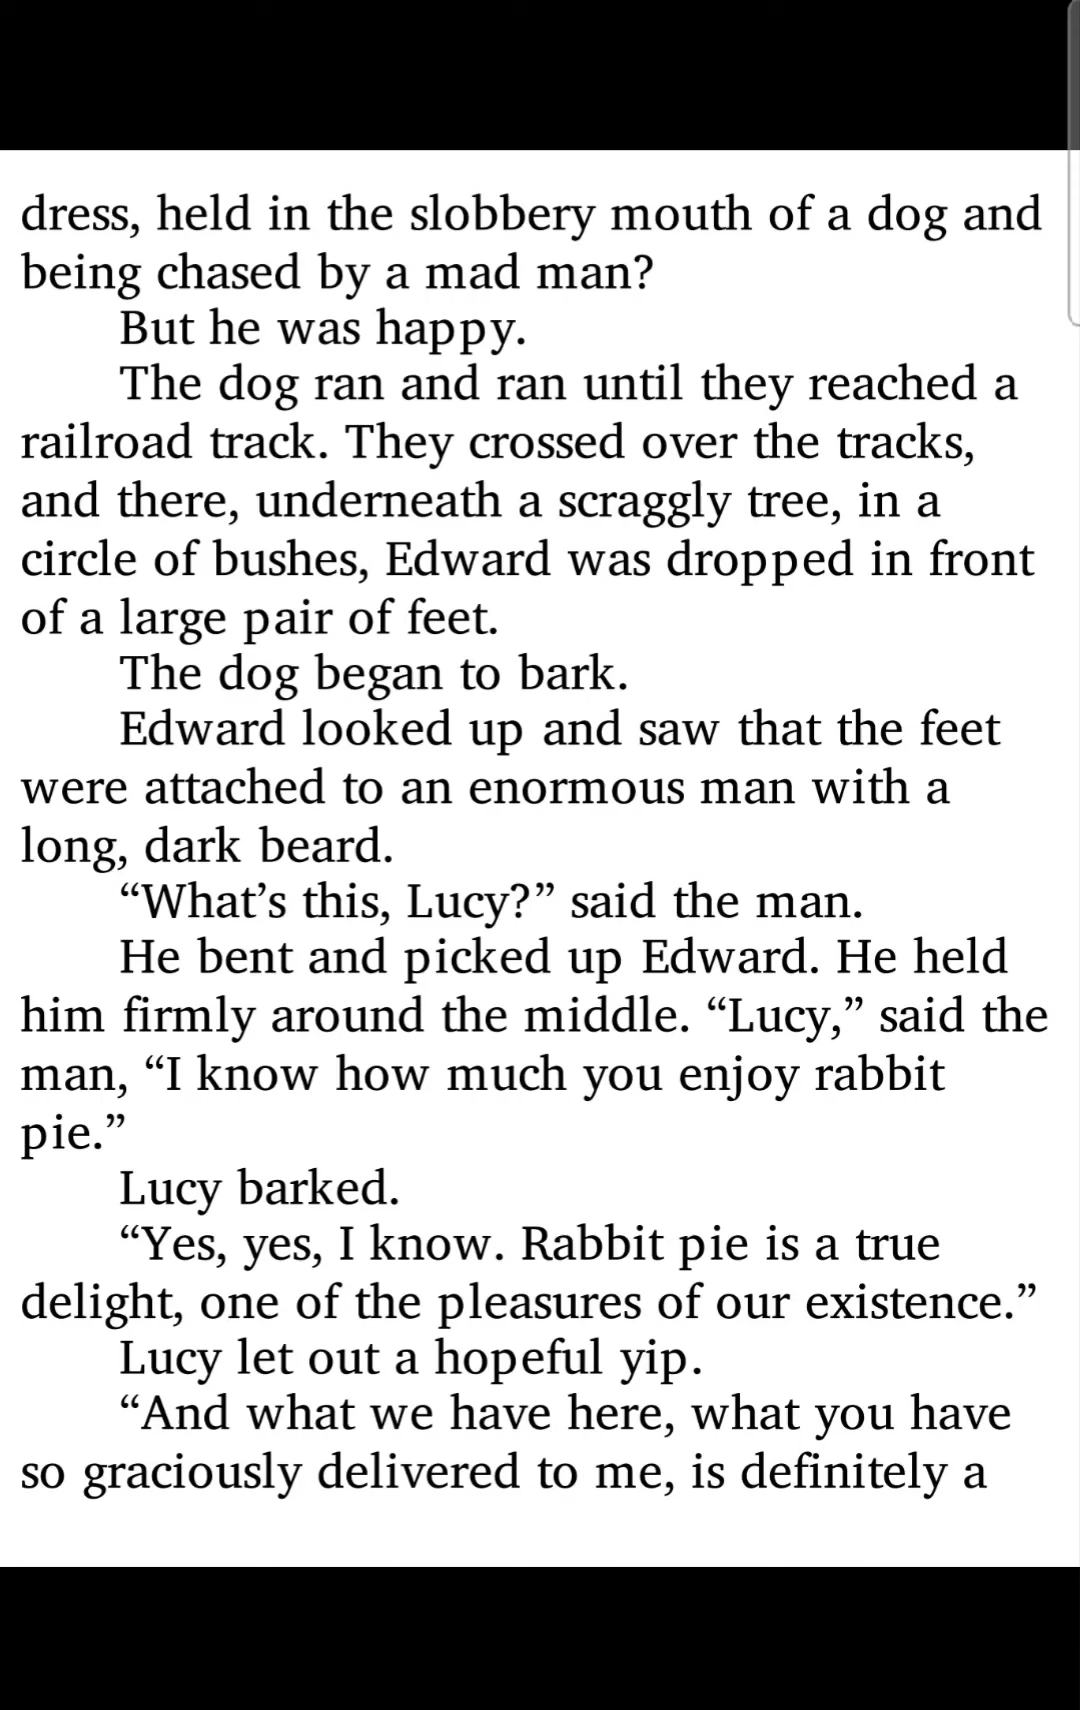 dress, held in the slobbery mouth of a dog and
being chased by a mad man?
But he was happy.
The dog ran and ran until they reached a
railroad track. They crossed over the tracks,
and there, underneath a scraggly tree, in a
circle of bushes, Edward was dropped in front
of a large pair of feet.
The dog began to bark.
Edward looked up and saw that the feet
were attached to an enormous man with a
long, dark beard.
“What’s this, Lucy?” said the man.
He bent and picked up Edward. He held
him firmly around the middle. “Lucy,” said the
man, “I know how much you enjoy rabbit
pie.”
Lucy barked.
“Yes, yes, I know. Rabbit pie is a true
delight, one of the pleasures of our existence.”
Lucy let out a hopeful yip.
“And what we have here, what you have
so graciously delivered to me, is definitely a